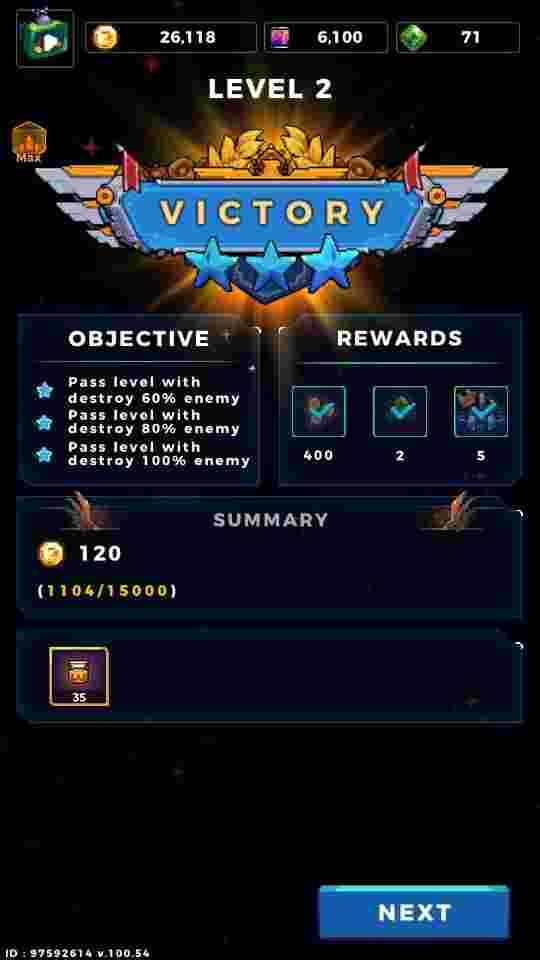 26,118
6,100
71
LEVEL 2
Max
VICTORY
OBJECTIVE
Pass level with
destroy 60% enemy
Pass level with
destroy 80% enemy
Pass level with
destroy 100% enemy
REWARDS
400
2
5
SUMMARY
120
(1104/15000)
35
NEXT
ID : 97592614 v.100.54